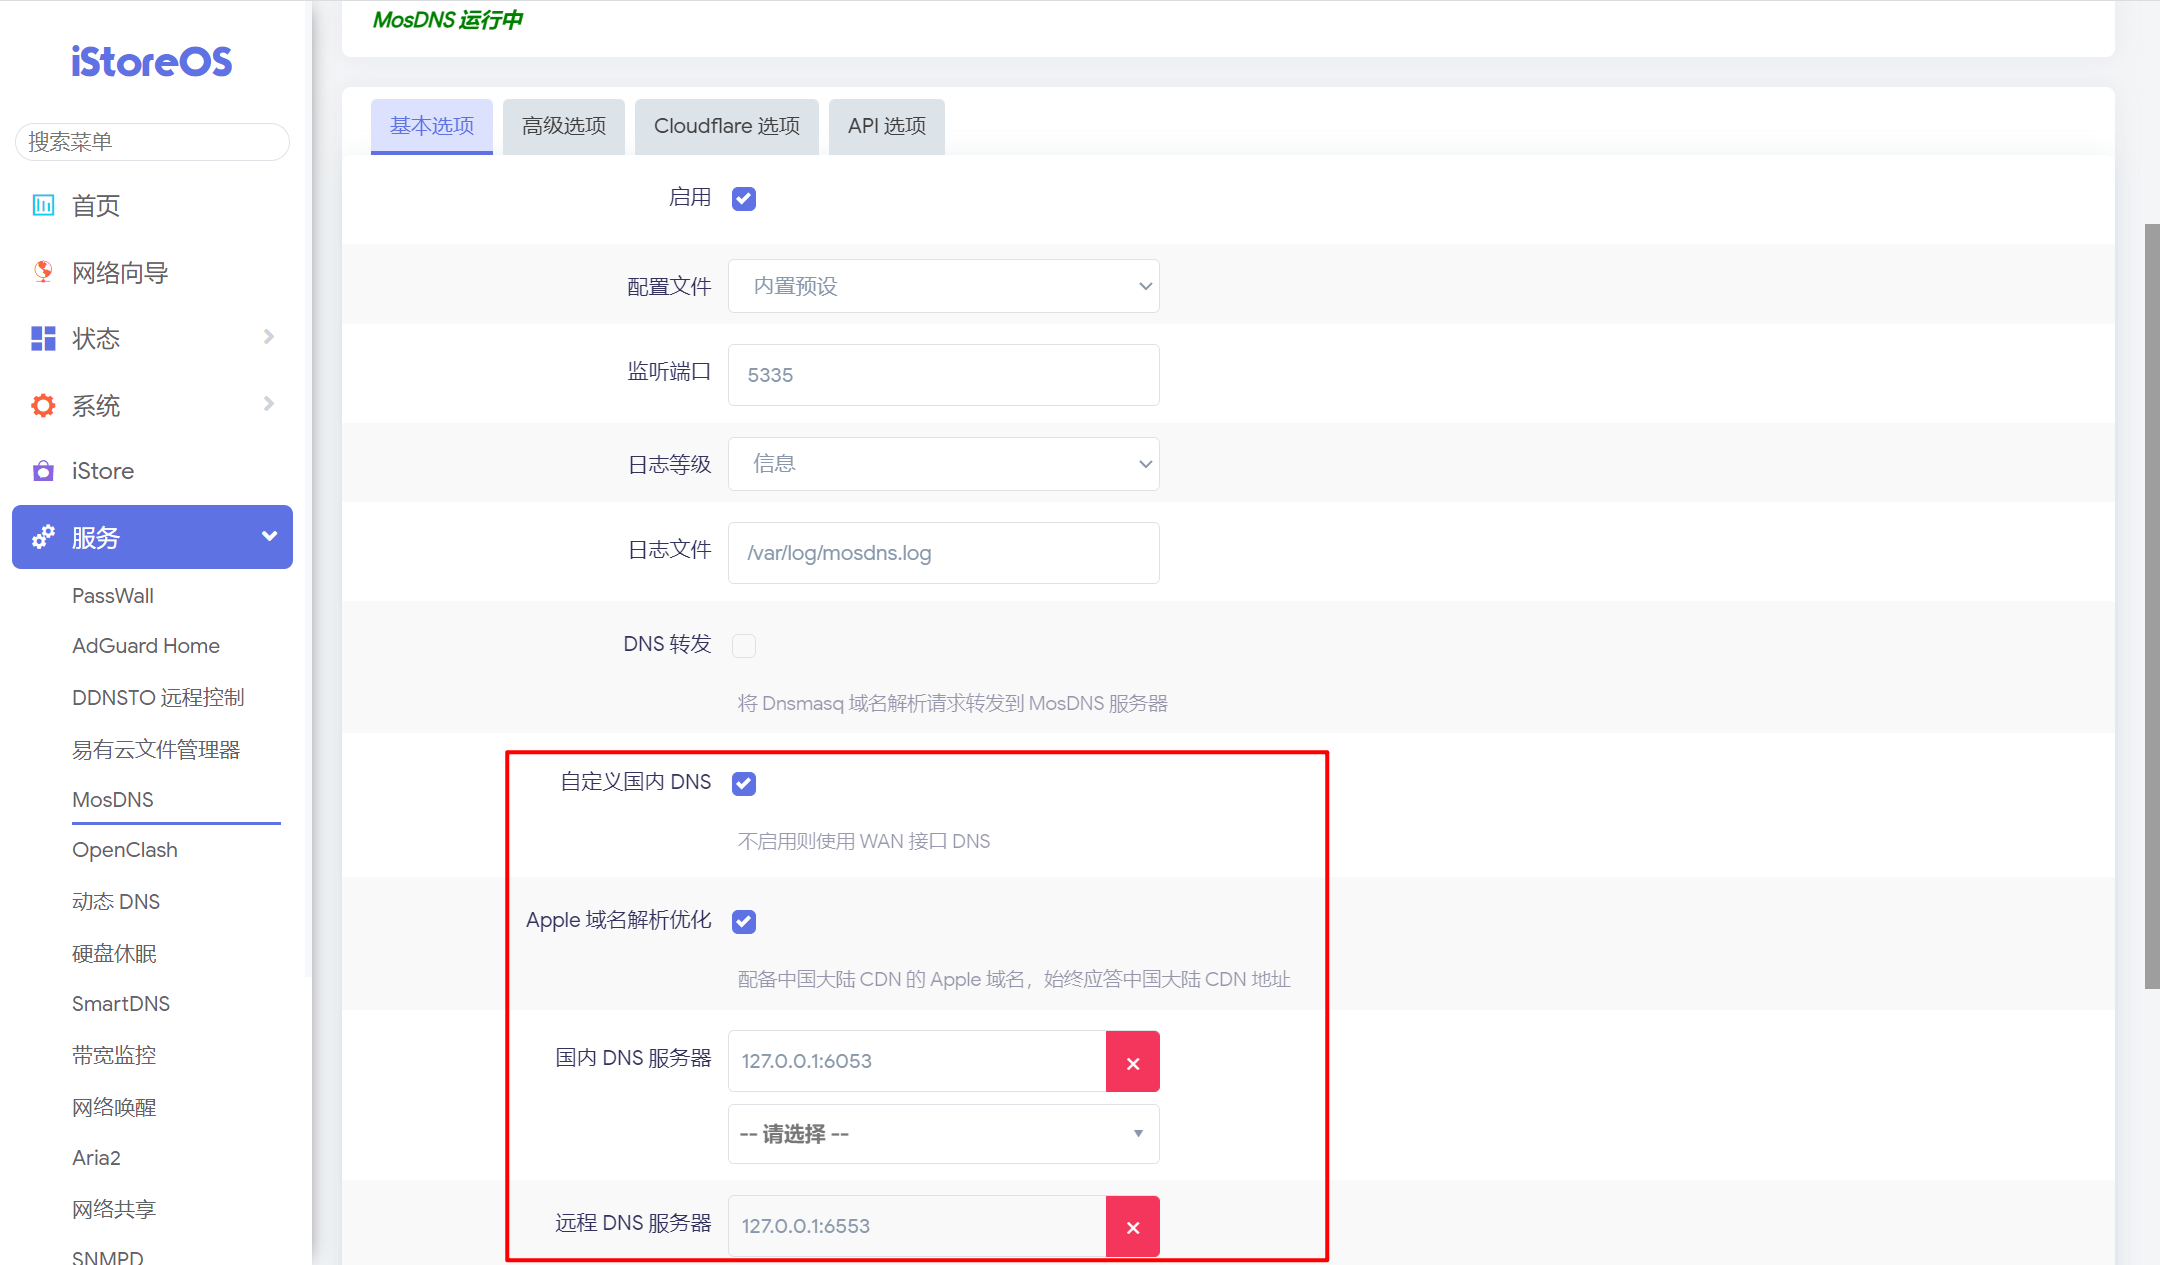 iStoreOS
搜索菜单
首页
网络向导
状态
系统
iStore
服务
PassWall
AdGuard Home
DDNSTO 远程控制
易有云文件管理器
MosDNS
OpenClash
动态 DNS
硬盘休眠
SmartDNS
带宽监控
网络唤醒
Aria2
网络共享
SNMPD
MosDNS 运行中
基本选项 高级选项 Cloudflare 选项 API 选项
启用
配置文件 内置预设
监听端口 5335
日志等级 信息
日志文件 /var/log/mosdns.log
DNS 转发
将 Dnsmasq 域名解析请求转发到 MosDNS 服务器
自定义国内 DNS
不启用则使用 WAN 接口 DNS
Apple 域名解析优化
配备中国大陆 CDN 的 Apple 域名，始终应答中国大陆 CDN 地址
国内 DNS 服务器 127.0.0.1:6053 ×
-- 请选择 --
远程 DNS 服务器 127.0.0.1:6553 ×